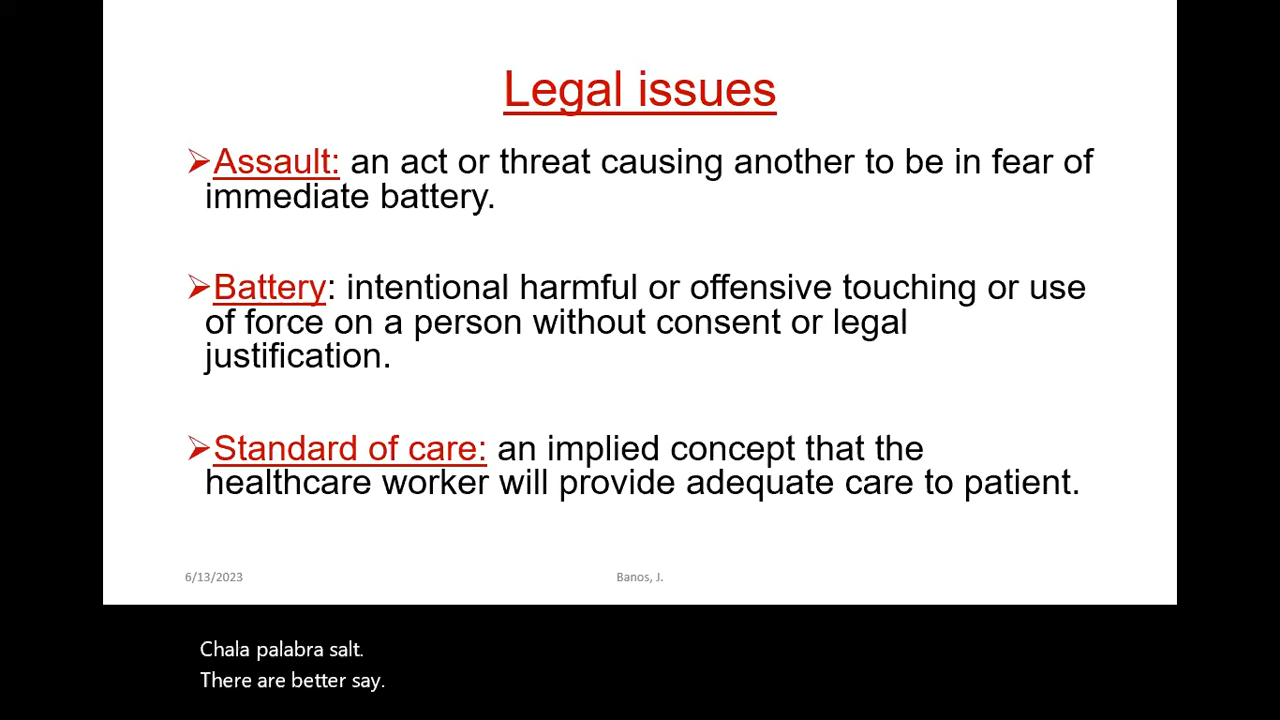 Legal issues
➢Assault: an act or threat causing another to be in fear of
immediate battery.
➢Battery: intentional harmful or offensive touching or use
of force on a person without consent or legal
justification.
➢Standard of care: an implied concept that the
healthcare worker will provide adequate care to patient.
6/13/2023
Banos, J.
Chala palabra salt.
There are better say.